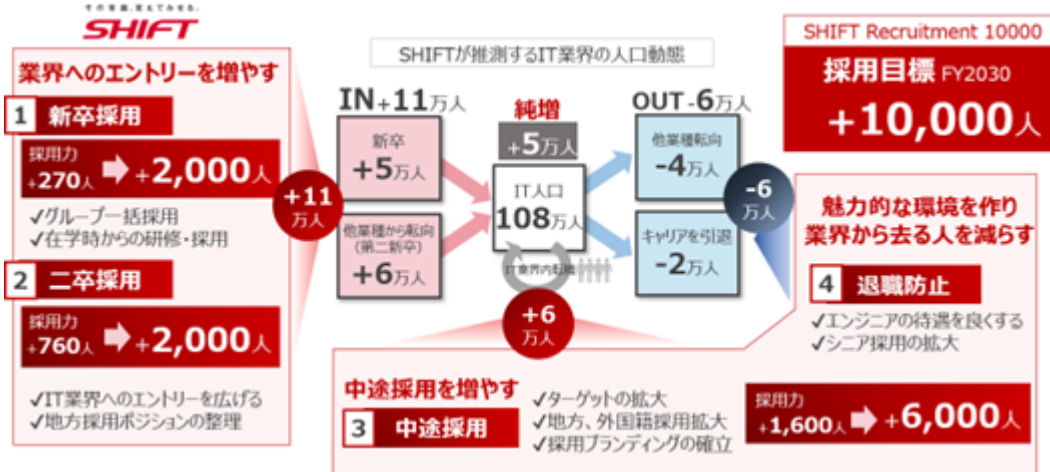 その常識、変えてみせる。
SHIFT
業界へのエントリーを増やす
1 新卒採用
採用力
+270人 +2,000人
✓グループ一括採用
✓在学時からの研修・採用
2 二卒採用
採用力
+760人 +2,000人
✓IT業界へのエントリーを広げる
✓地方採用ポジションの整理
SHIFTが推測するIT業界の人口動態
IN+11万人
新卒
+5万人
他業種から転向
(第二新卒)
+6万人
+11
万人
純増
+5万人
IT人口
108万人
IT業界内転職
+6
万人
OUT-6万人
他業種転向
-4万人
キャリアを引退
-2万人
-6
万人
SHIFT Recruitment 10000
採用目標 FY2030
+10,000人
魅力的な環境を作り
業界から去る人を減らす
4 退職防止
✓エンジニアの待遇を良くする
✓シニア採用の拡大
中途採用を増やす
3 中途採用
✓ターゲットの拡大
✓地方、外国籍採用拡大
✓採用ブランディングの確立
採用力
+1,600人 +6,000人